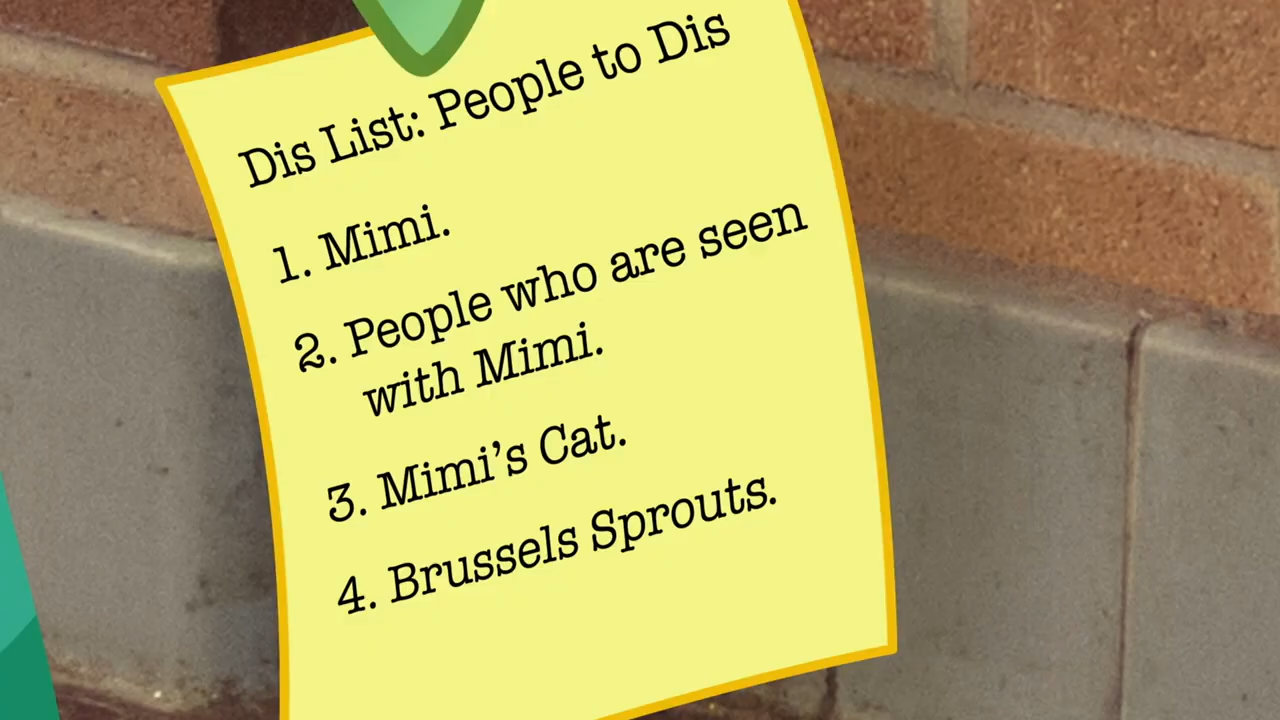 Dis List: People to Dis
1. Mimi.
2. People who are seen
with Mimi.
3. Mimi’s Cat.
4. Brussels Sprouts.